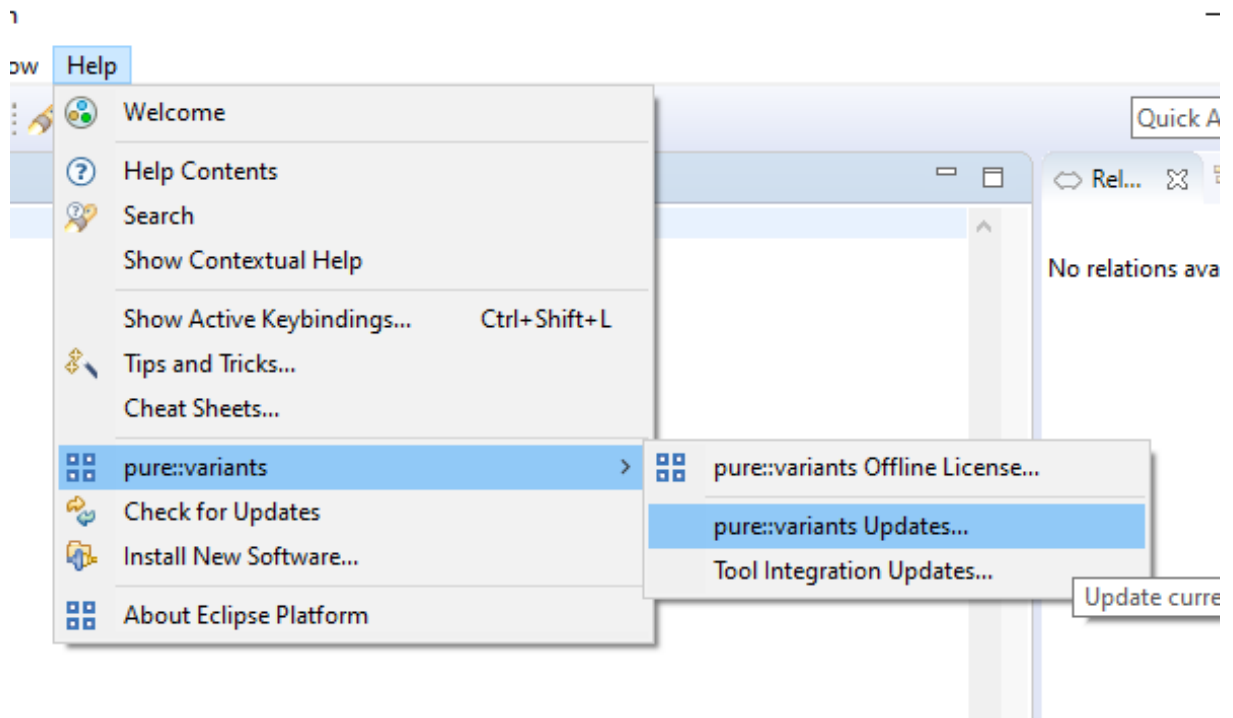 Help
Welcome
Quick A
Help Contents
Rel...
Search
Show Contextual Help
No relations ava
Show Active Keybindings... Ctrl+Shift+L
Tips and Tricks...
Cheat Sheets...
pure::variants
pure::variants Offline License...
Check for Updates
pure::variants Updates...
Install New Software...
Tool Integration Updates...
Update curre
About Eclipse Platform